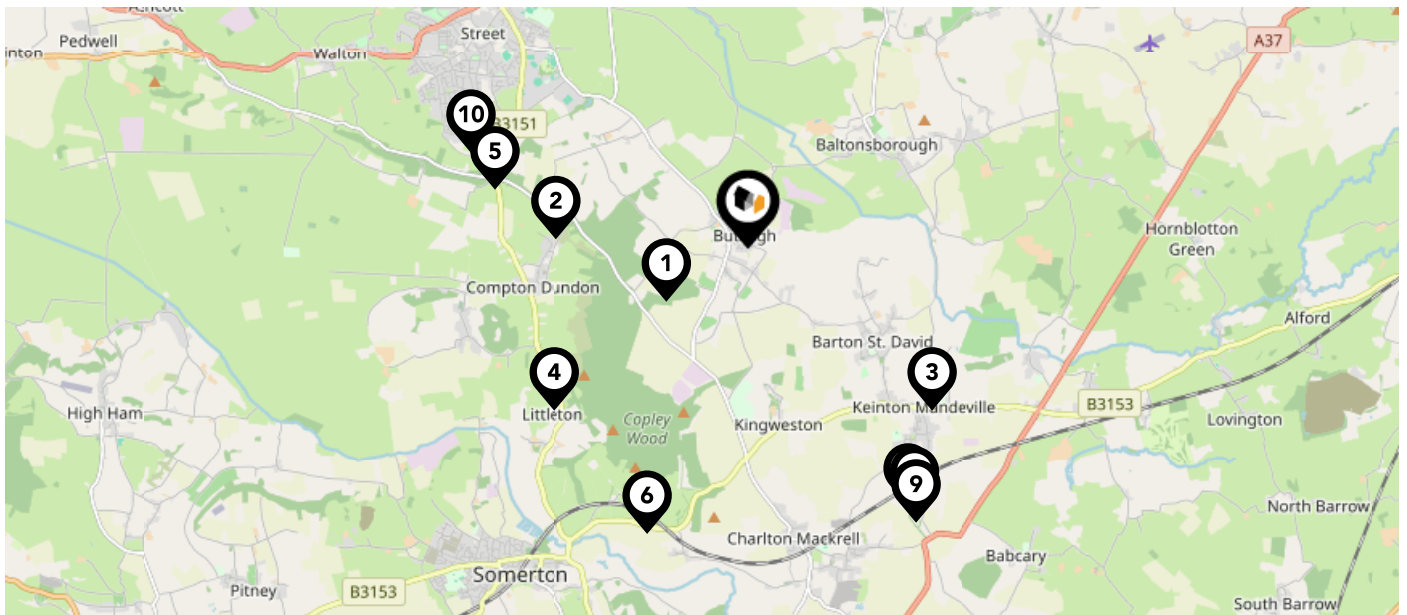 Street
Pedwell
Walton
A37
10
B3151
5
Baltonsborough
2
Hornblotton
Green
1
Compton Dundon
Alford
Barton St. David
4
3
High Ham
Littleton
Keinton Mandeville
B3153
Copley
Wood
Kingweston
Lovington
9
6
North Barrow
Charlton Mackrell
Babcary
Somerton
Pitney
B3153
South Barrow